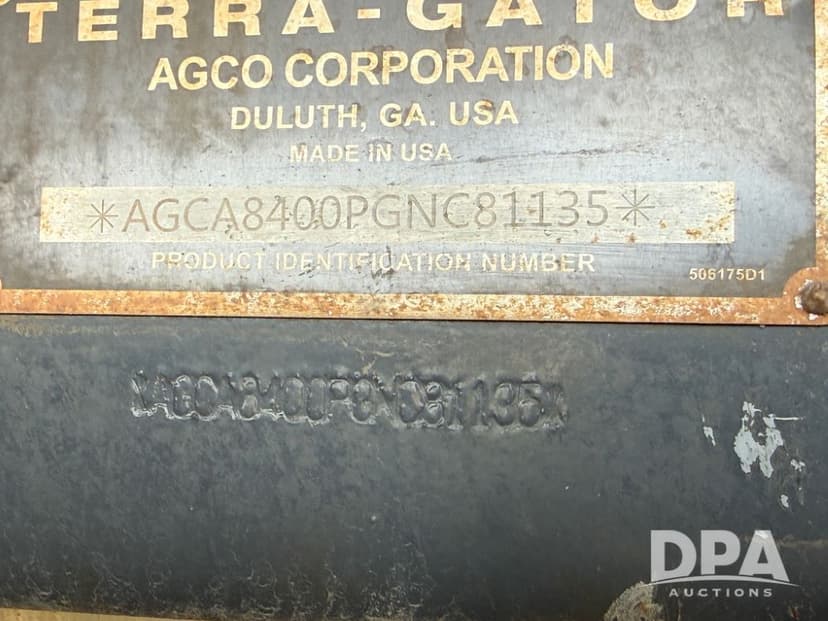 TERRA-GATOR
AGCO CORPORATION
DULUTH, GA. USA
MADE IN USA
*AGCA8400PGNC81135*
PRODUCT IDENTIFICATION NUMBER
506175D1
DPA
AUCTIONS